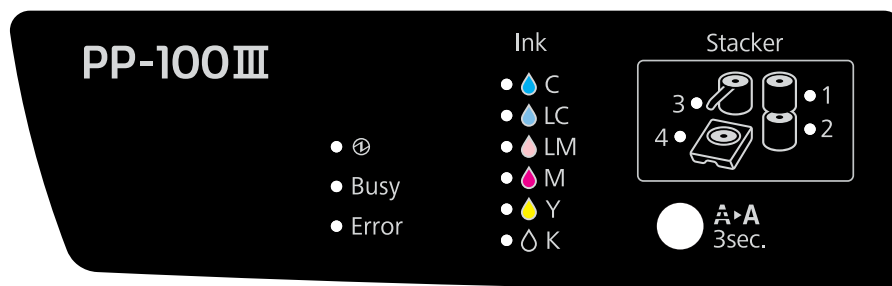 PP-100III
Busy
Error
Ink
C
LC
LM
M
Y
K
Stacker
3
1
4
2
A▸A
3sec.